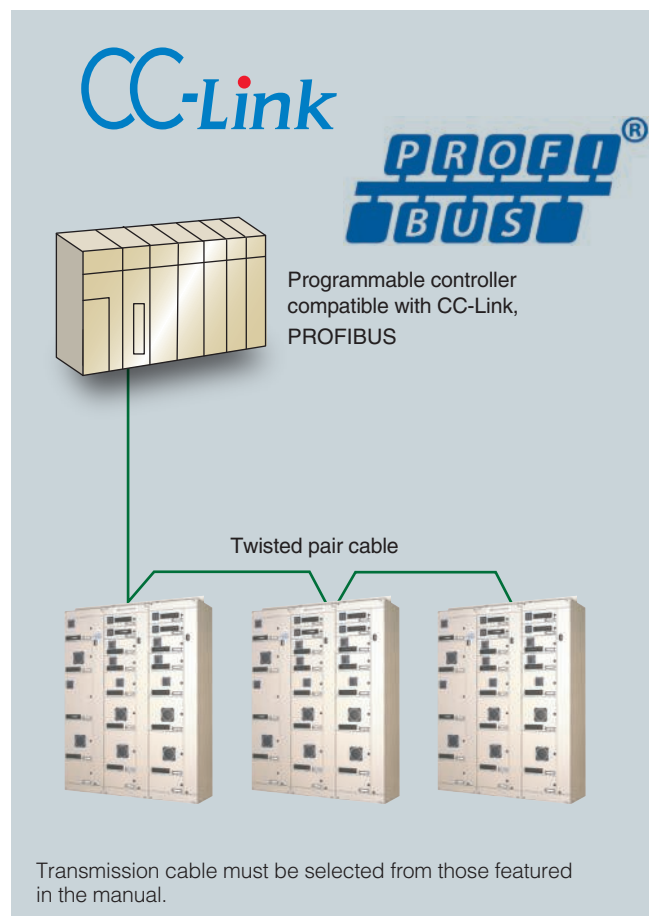 CC-Link
PROFI®
BUS
Programmable controller
compatible with CC-Link,
PROFIBUS
Twisted pair cable
Transmission cable must be selected from those featured
in the manual.